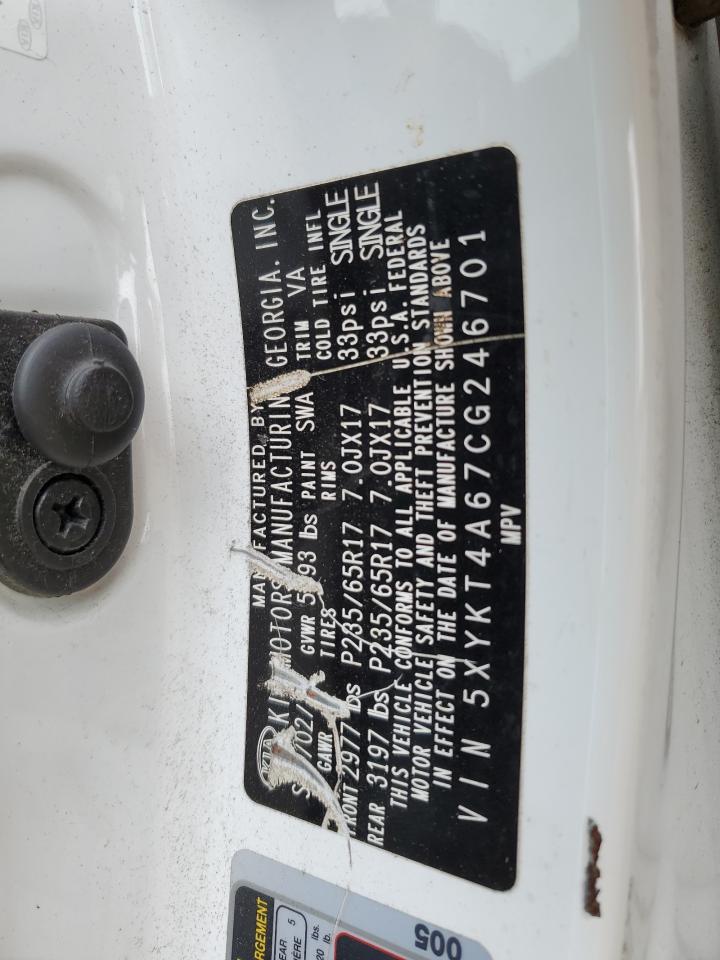 MANUFACTURED BY
KIA MOTORS MANUFACTURING GEORGIA. INC.
/02/ GVWR lbs PAINT SWA TRIM VA
GAWR TIRES RIMS COLD TIRE INFL
FRONT 2977 lbs P235/65R17 7.0JX17 33psi SINGLE
REAR 3197 lbs P235/65R17 7.0JX17 33psi SINGLE
THIS VEHICLE CONFORMS TO ALL APPLICABLE U.S.A. FEDERAL
MOTOR VEHICLE SAFETY AND THEFT PREVENTION STANDARDS
IN EFFECT ON THE DATE OF MANUFACTURE SHOWN ABOVE
VIN 5XYKT4A67CG246701
MPV
005